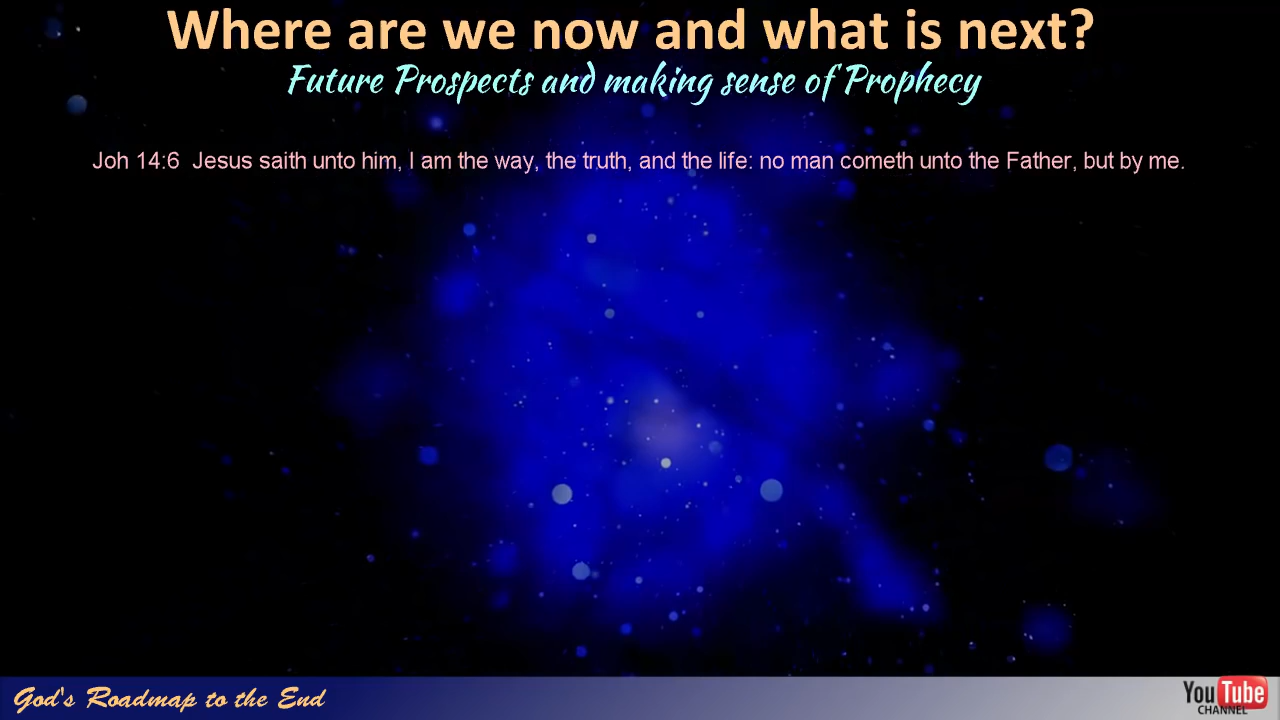 Where are we now and what is next?
Future Prospects and making sense of Prophecy
Joh 14:6  Jesus saith unto him, I am the way, the truth, and the life: no man cometh unto the Father, but by me.
God's Roadmap to the End
YouTube
CHANNEL